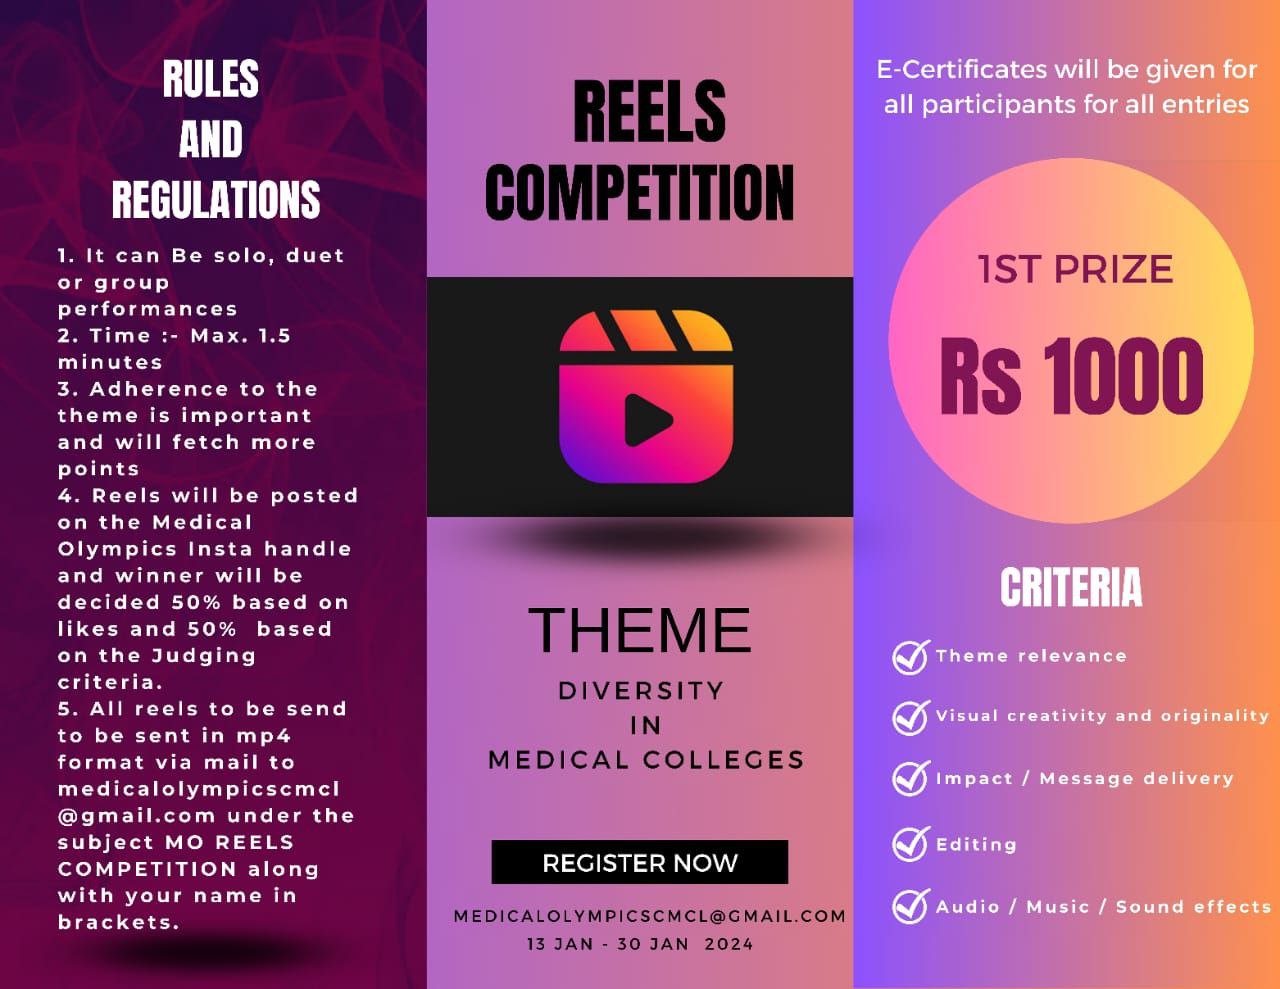 RULES
AND
REGULATIONS
1. It can Be solo, duet
or group
performances
2. Time :- Max. 1.5
minutes
3. Adherence to the
theme is important
and will fetch more
points
4. Reels will be posted
on the Medical
Olympics Insta handle
and winner will be
decided 50% based on
likes and 50% based
on the Judging
criteria.
5. All reels to be send
to be sent in mp4
format via mail to
medicalolympicscmcl
@gmail.com under the
subject MO REELS
COMPETITION along
with your name in
brackets.
REELS
COMPETITION
THEME
DIVERSITY
IN
MEDICAL COLLEGES
REGISTER NOW
MEDICALOLYMPICSCMCL@GMAIL.COM
13 JAN - 30 JAN 2024
E-Certificates will be given for
all participants for all entries
1ST PRIZE
Rs 1000
CRITERIA
Theme relevance
Visual creativity and originality
Impact / Message delivery
Editing
Audio / Music / Sound effects